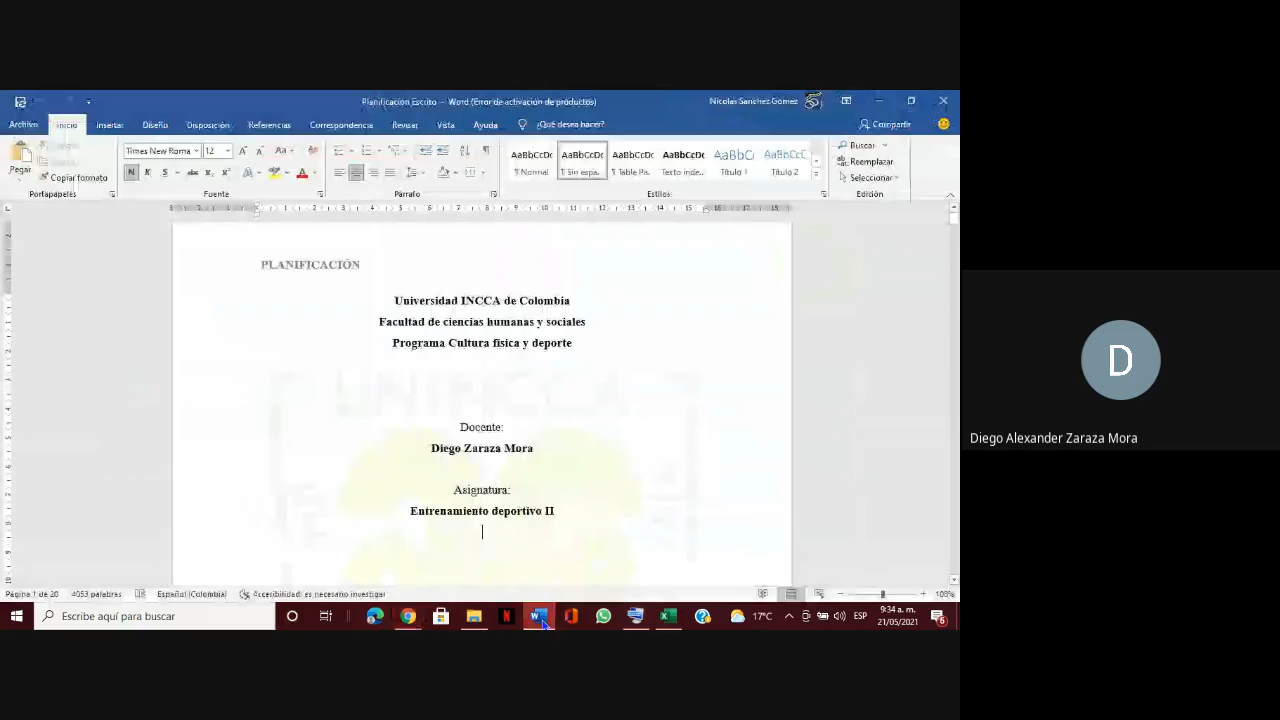 Planificación Escrito – Word (Error de activación de productos)
Nicolas Sanchez Gomez
Archivo Inicio Insertar Diseño Disposición Referencias Correspondencia Revisar Vista Ayuda ¿Qué desea hacer? Compartir
Pegar
Copiar formato
Portapapeles
Times New Roma 12
Fuente
Párrafo
AaBbCcDc AaBbCcDc AaBbCcDc AaBbCcDc AaBbC AaBbCc
¶ Normal ¶ Sin espa... ¶ Table Pa... Texto inde... Título 1 Título 2
Estilos
Buscar
Reemplazar
Seleccionar
Edición
PLANIFICACIÓN
Universidad INCCA de Colombia
Facultad de ciencias humanas y sociales
Programa Cultura física y deporte
UNINCCA
Docente:
Diego Zaraza Mora
Asignatura:
Entrenamiento deportivo II
Página 1 de 20 4053 palabras Español (Colombia) Accesibilidad: es necesario investigar 108%
Escribe aquí para buscar
17°C ESP
9:34 a. m.
21/05/2021
6
D
Diego Alexander Zaraza Mora